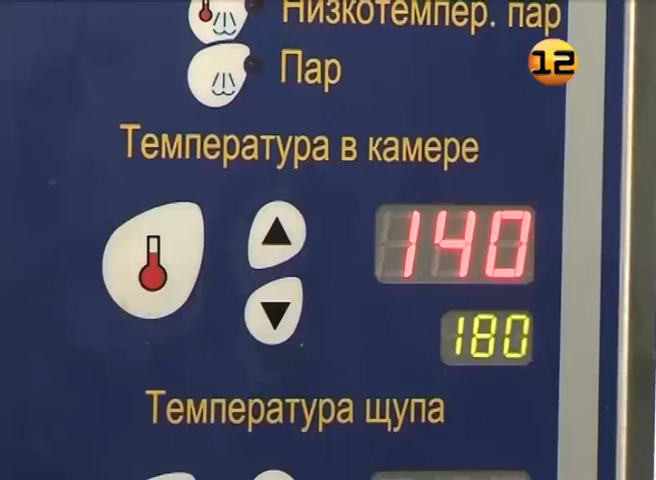 Низкотемпер. пар
12
Пар
Температура в камере
140
180
Температура щупа